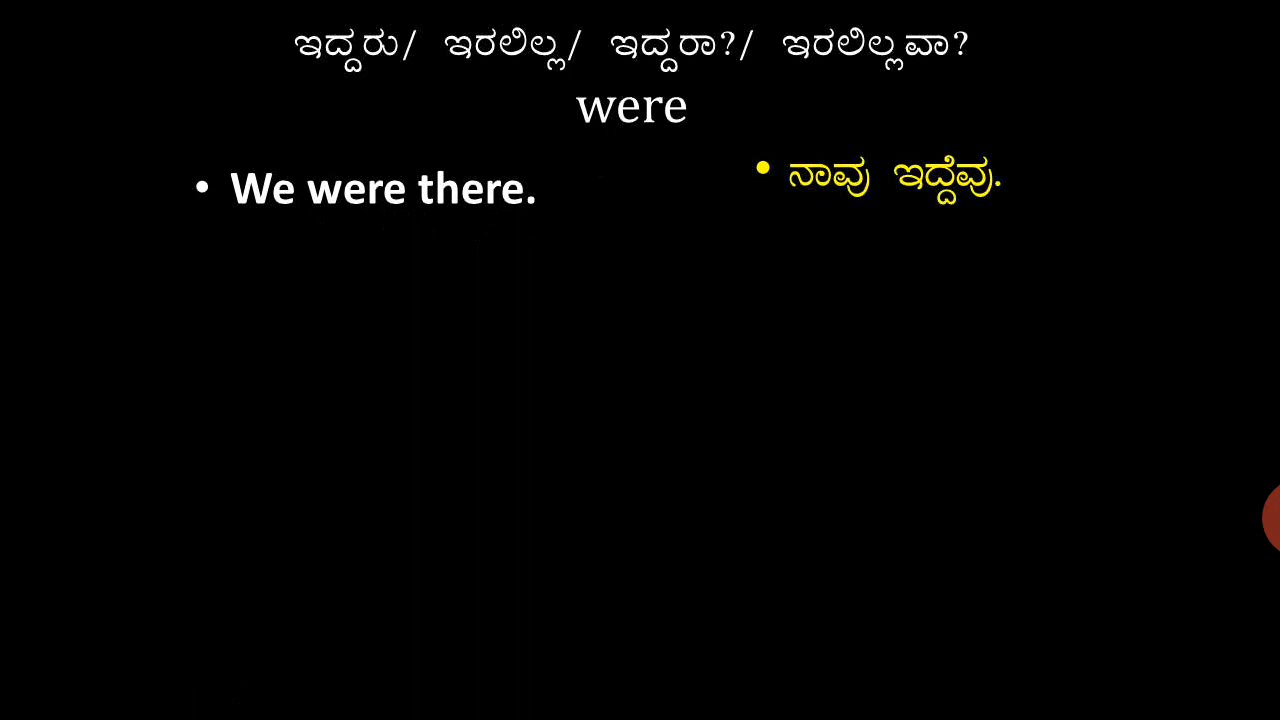 ಇದ್ದರು/ ಇರಲಿಲ್ಲ/ ಇದ್ದರಾ?/ ಇರಲಿಲ್ಲವಾ?
were
• We were there.
• ನಾವು ಇದ್ದೆವು.